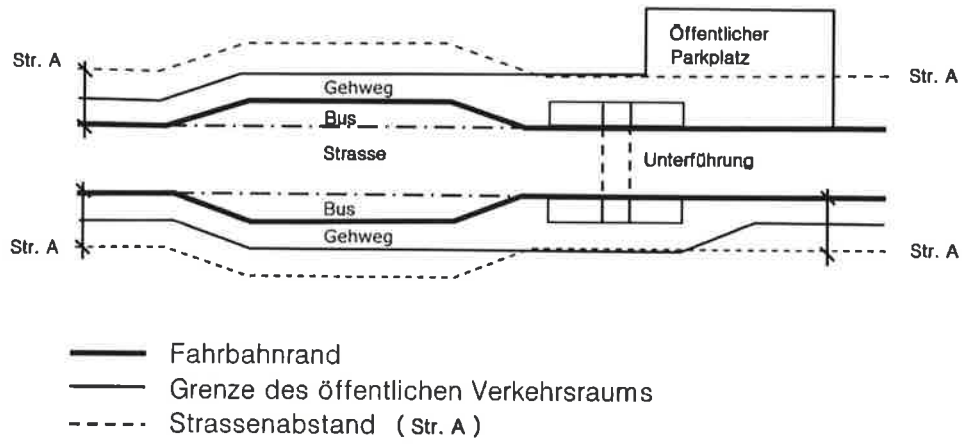 Öffentlicher
Parkplatz
Str. A
Str. A
Gehweg
Bus
Strasse
Unterführung
Bus
Gehweg
Str. A
Str. A
Fahrbahnrand
Grenze des öffentlichen Verkehrsraums
Strassenabstand ( Str. A )